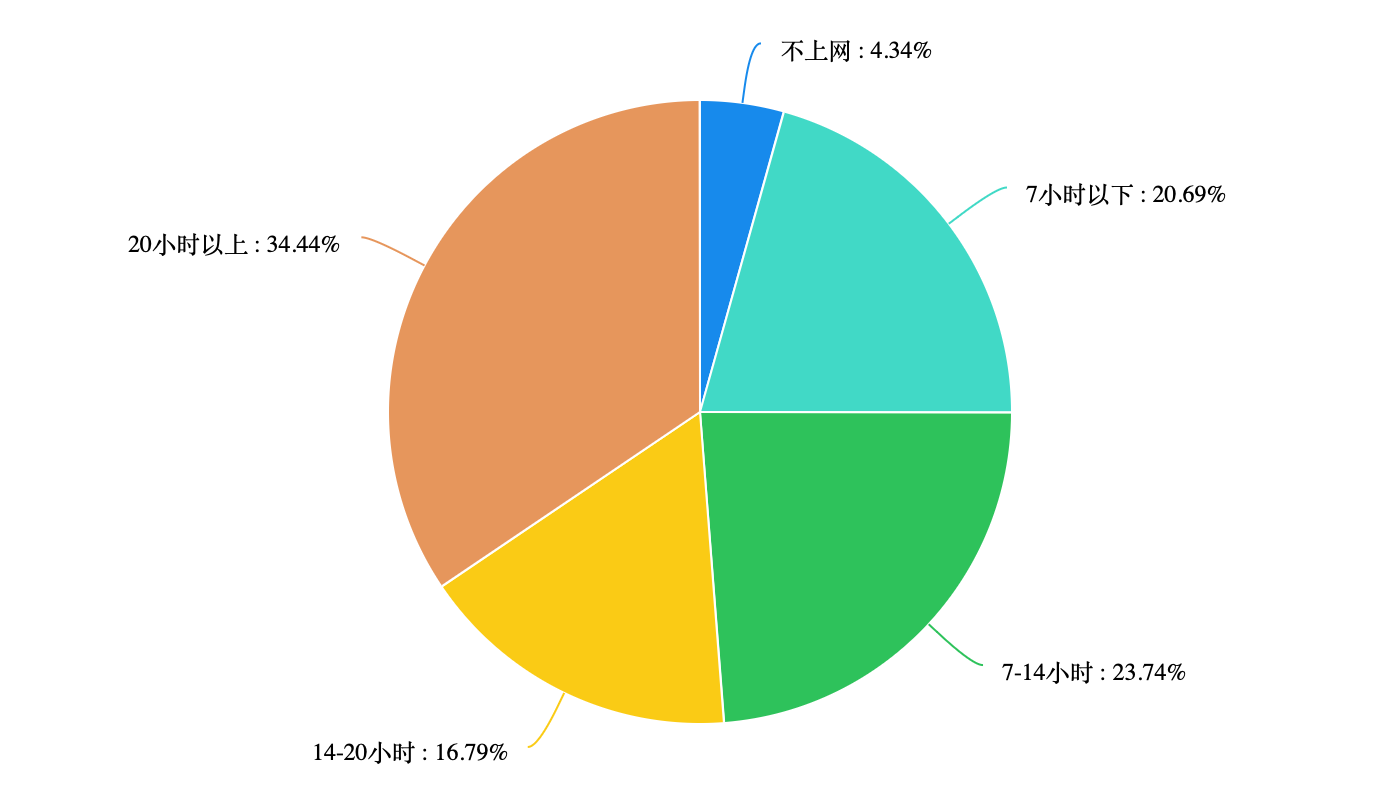 不上网 : 4.34%
7小时以下 : 20.69%
20小时以上 : 34.44%
7-14小时 : 23.74%
14-20小时 : 16.79%